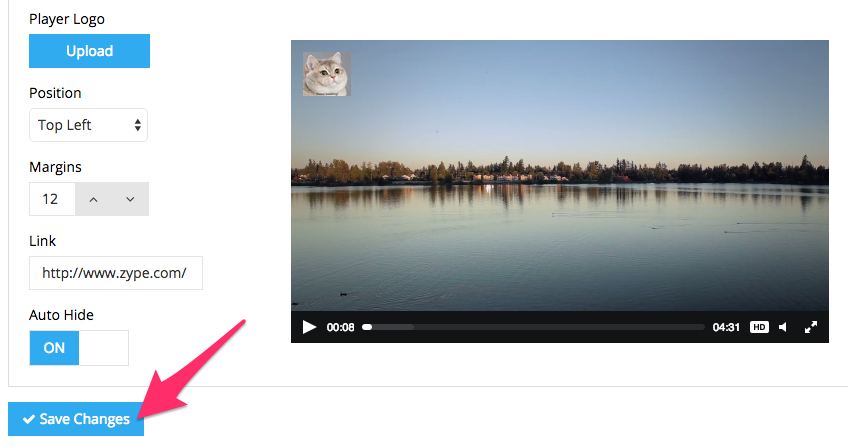 Player Logo
Upload
Position
Top Left
Margins
12
Link
http://www.zype.com/
Auto Hide
ON
Save Changes
00:08
04:31
HD